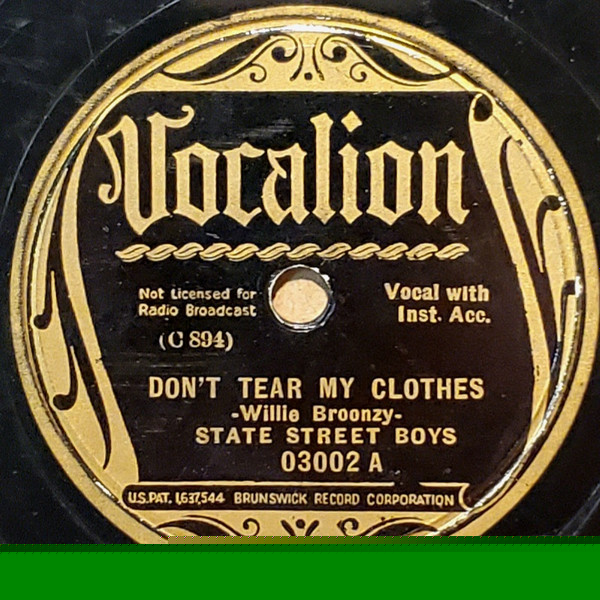 Vocalion
Not Licensed for
Radio Broadcast
Vocal with
Inst. Acc.
(C 894)
DON'T TEAR MY CLOTHES
-Willie Broonzy-
STATE STREET BOYS
03002 A
U.S.PAT. 1,637,544 BRUNSWICK RECORD CORPORATION